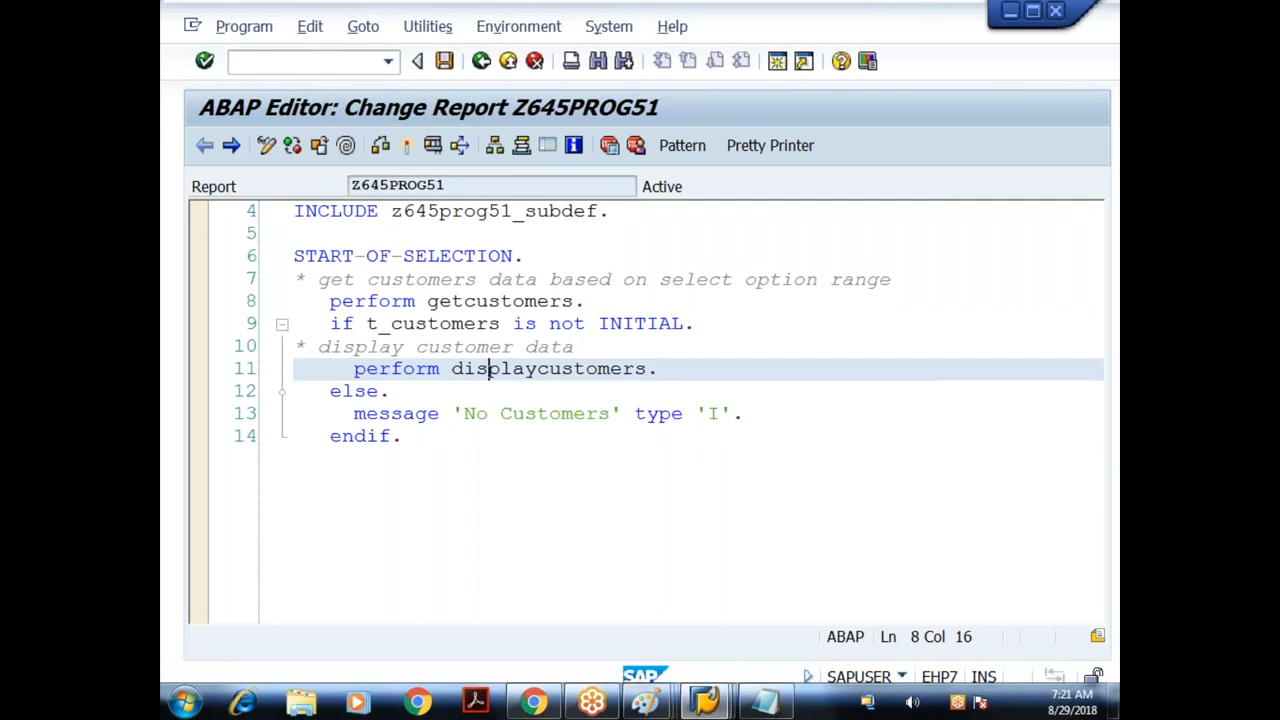 Program Edit Goto Utilities Environment System Help
ABAP Editor: Change Report Z645PROG51
Pattern Pretty Printer
Report Z645PROG51 Active
4 INCLUDE z645prog51_subdef.
5
6 START-OF-SELECTION.
7 * get customers data based on select option range
8 perform getcustomers.
9 if t_customers is not INITIAL.
10 * display customer data
11 perform displaycustomers.
12 else.
13 message 'No Customers' type 'I'.
14 endif.
ABAP Ln 8 Col 16
SAP SAPUSER EHP7 INS
7:21 AM
8/29/2018